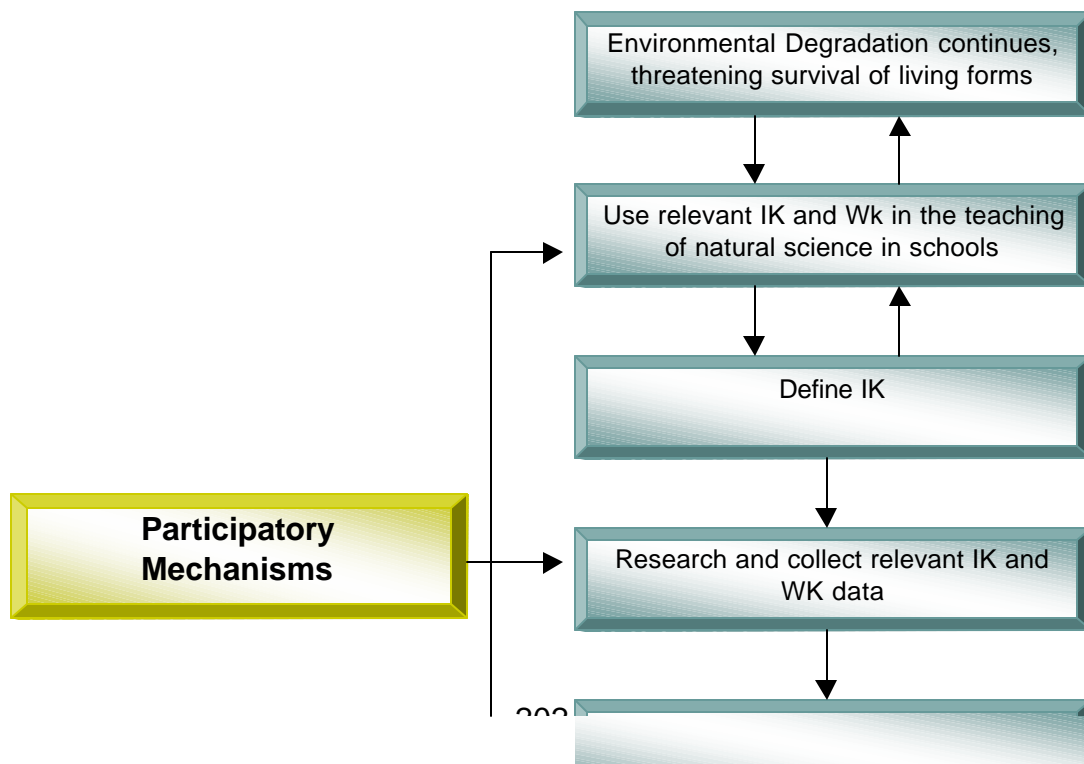 Environmental Degradation continues,
threatening survival of living forms
Use relevant IK and Wk in the teaching
of natural science in schools
Define IK
Participatory
Mechanisms
Research and collect relevant IK and
WK data